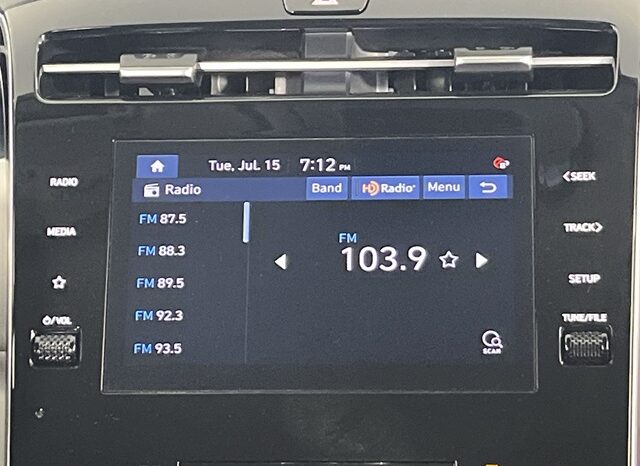 Tue, Jul. 15 7:12 PM
Radio Band HD Radio Menu
FM 87.5
FM 88.3
FM 89.5
FM 92.3
FM 93.5
FM
103.9
SCAN
RADIO
MEDIA
/VOL
<SEEK
TRACK>
SETUP
TUNE/FILE